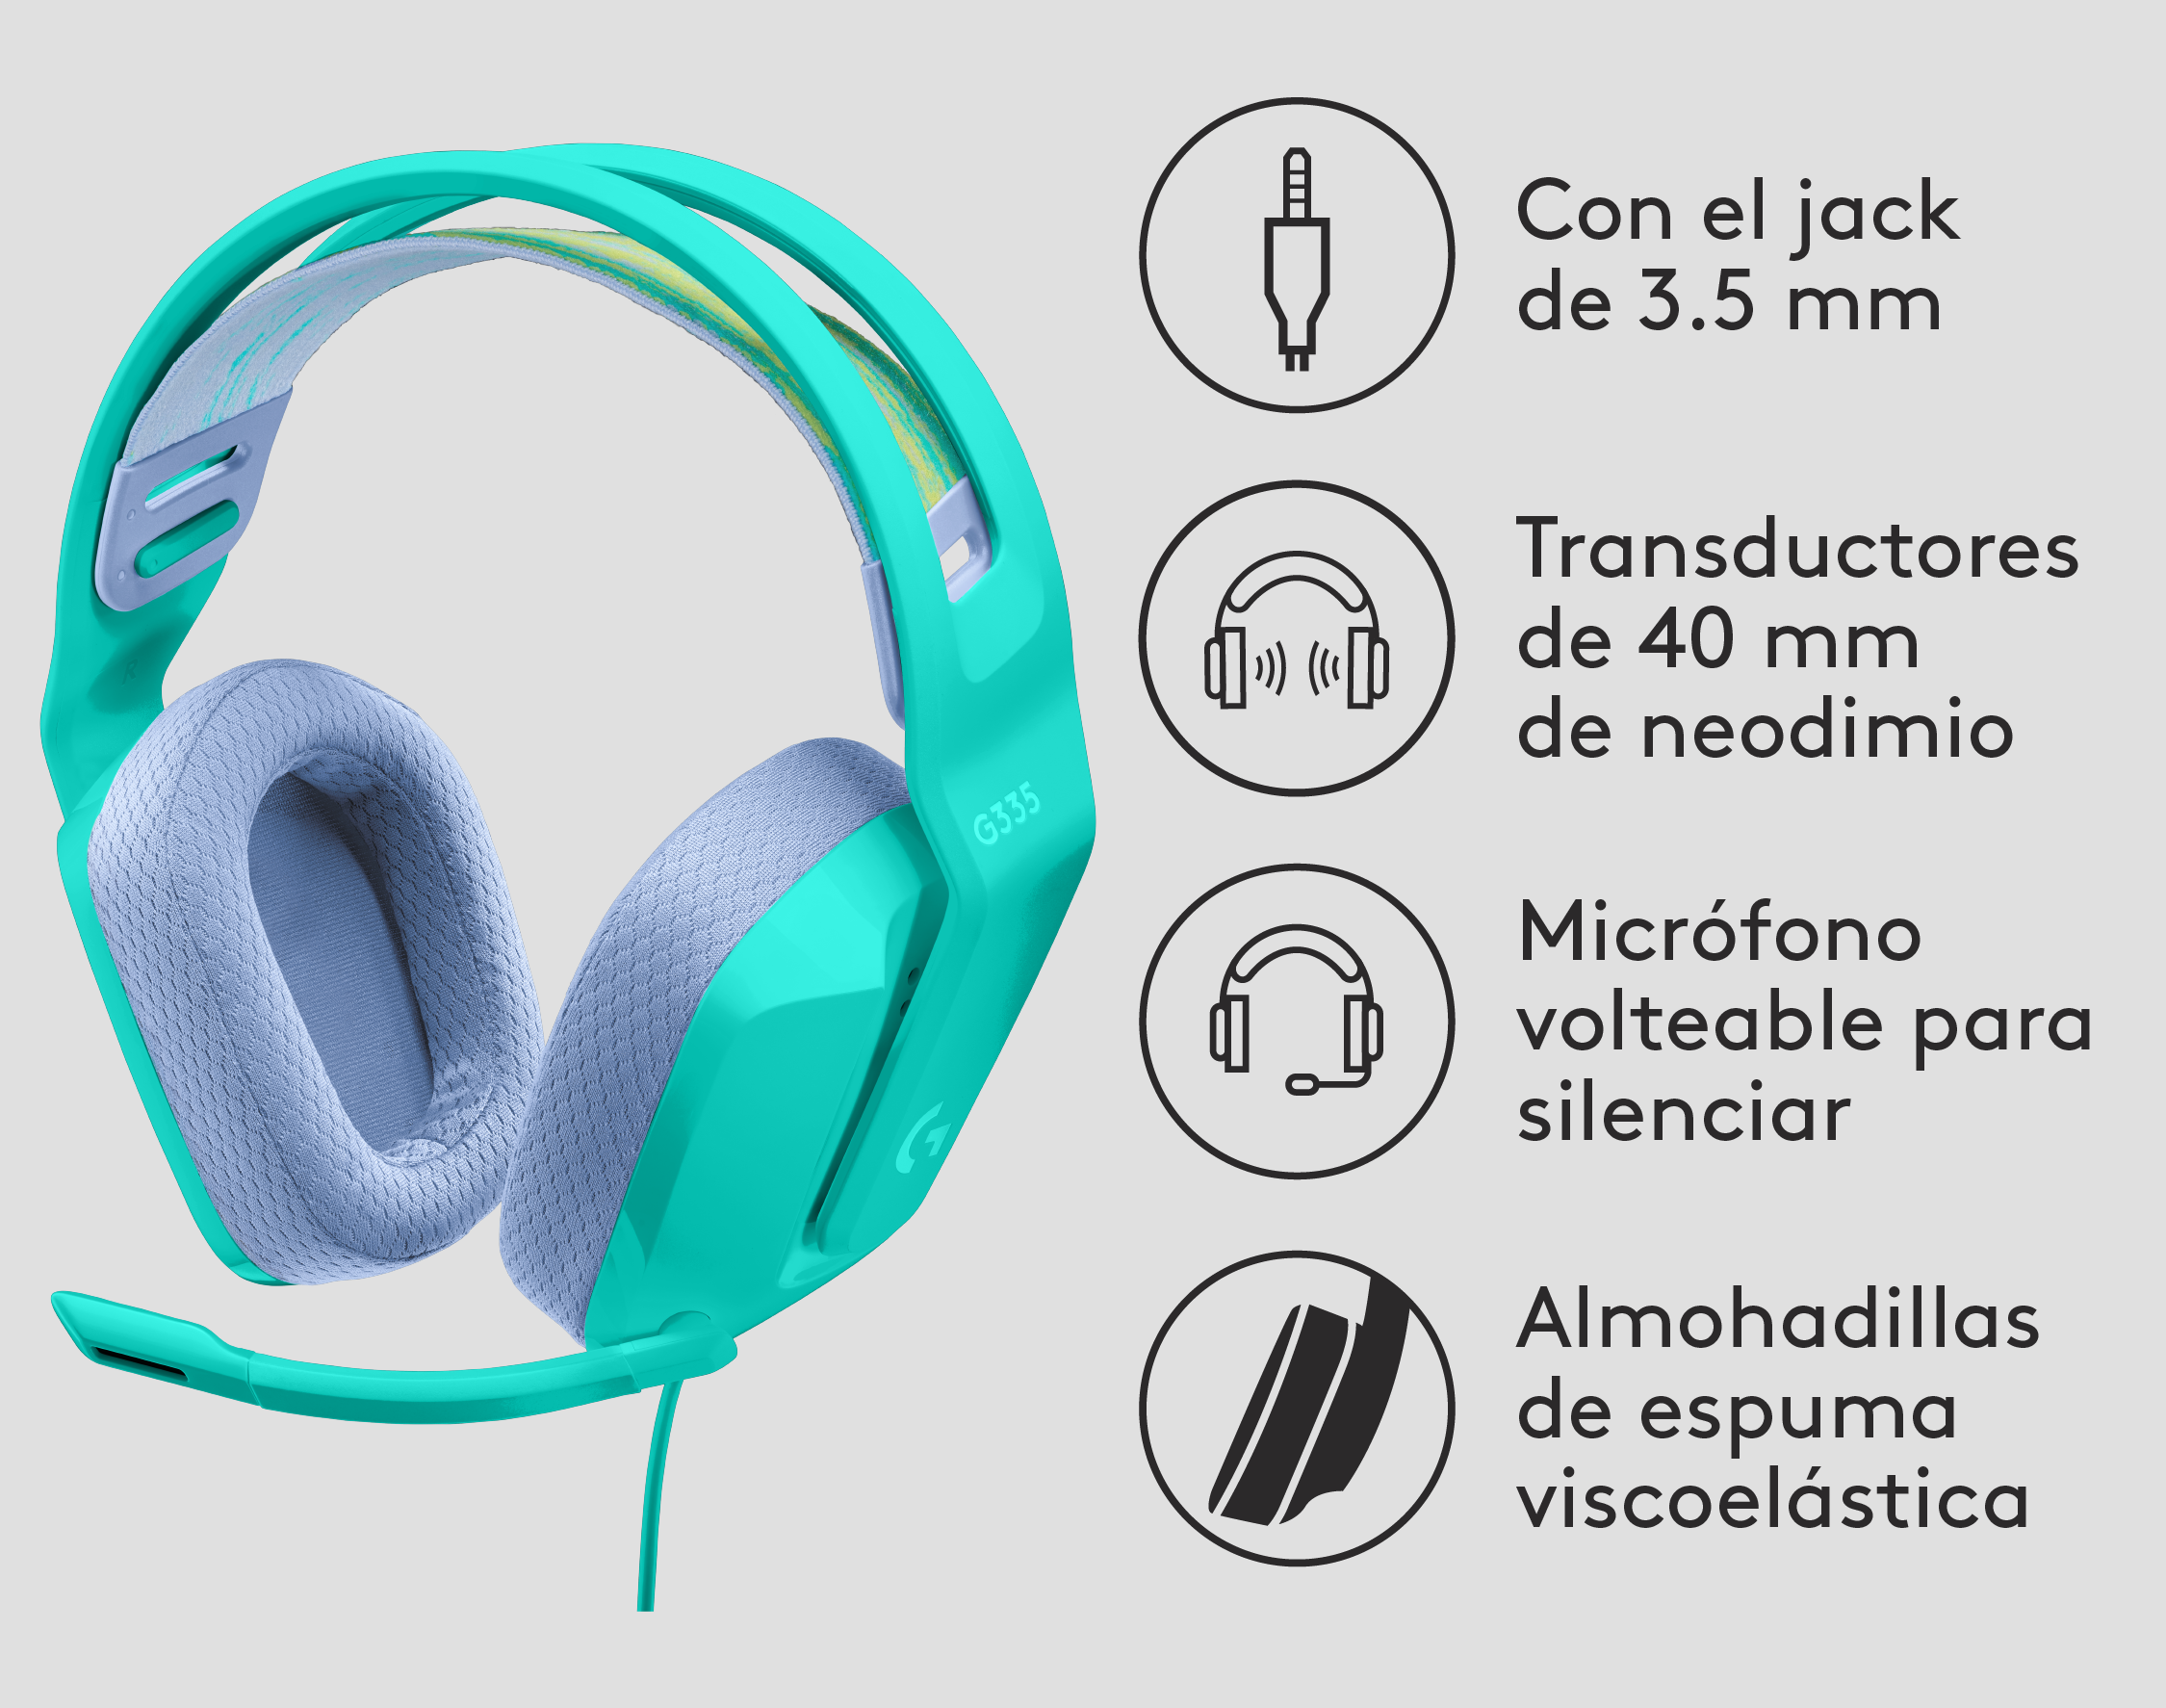 Con el jack
de 3.5 mm
Transductores
de 40 mm
de neodimio
Micrófono
volteable para
silenciar
Almohadillas
de espuma
viscoelástica
G335
R
G